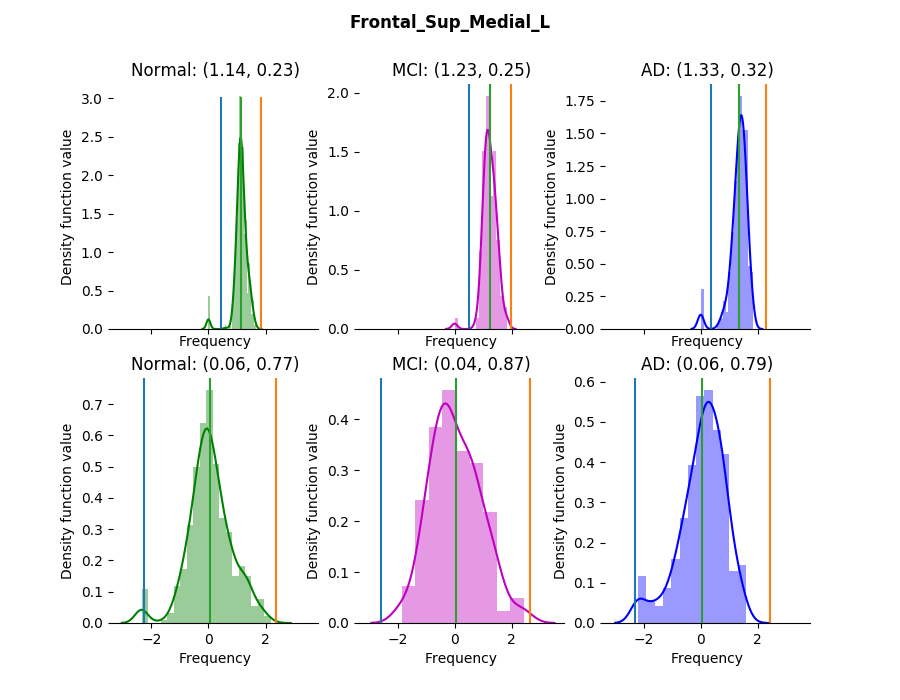 Frontal_Sup_Medial_L
Normal: (1.14, 0.23)
MCI: (1.23, 0.25)
AD: (1.33, 0.32)
Density function value
3.0
2.5
2.0
1.5
1.0
0.5
0.0
Frequency
Density function value
2.0
1.5
1.0
0.5
0.0
Frequency
Density function value
1.75
1.50
1.25
1.00
0.75
0.50
0.25
0.00
Frequency
Normal: (0.06, 0.77)
MCI: (0.04, 0.87)
AD: (0.06, 0.79)
Density function value
0.7
0.6
0.5
0.4
0.3
0.2
0.1
0.0
−2 0 2
Frequency
Density function value
0.4
0.3
0.2
0.1
0.0
−2 0 2
Frequency
Density function value
0.6
0.5
0.4
0.3
0.2
0.1
0.0
−2 0 2
Frequency